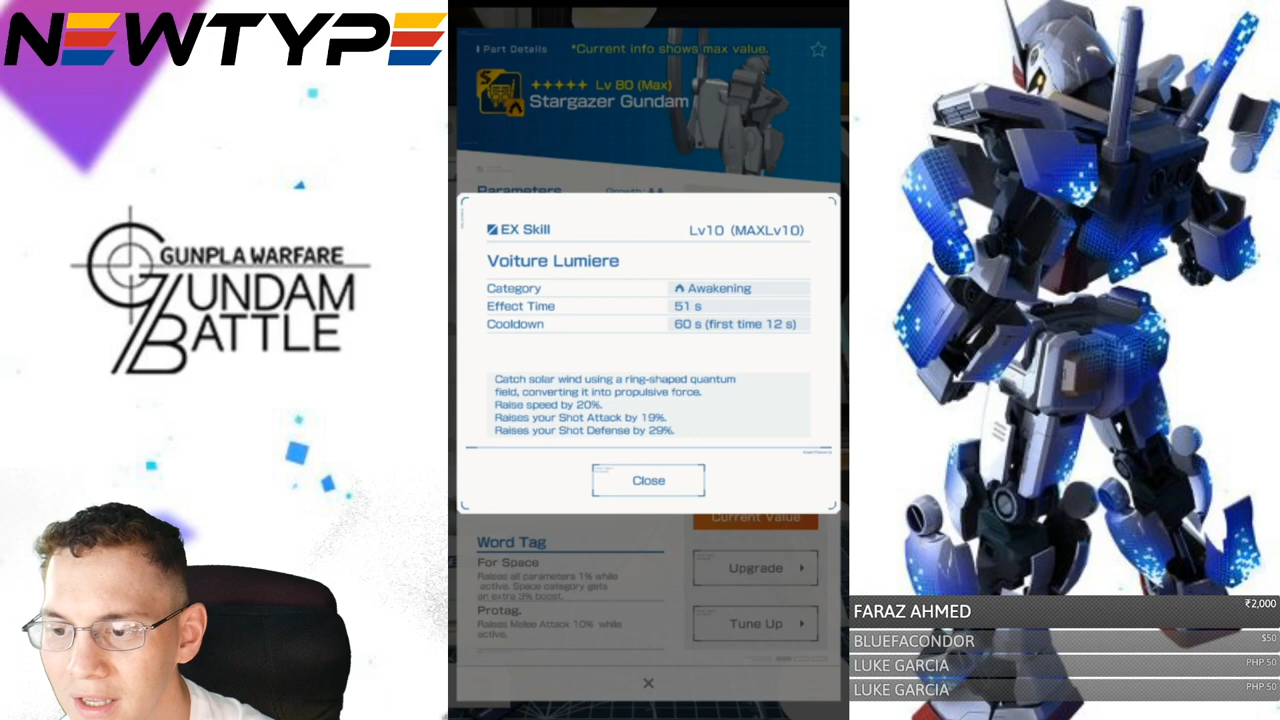 NEWTYPE
GUNPLA WARFARE
GUNDAM
BATTLE
Part Details
*Current info shows max value.
S
Lv 80 (Max)
Stargazer Gundam
Parameters
Growth:
EX Skill
Lv10 (MAXLv10)
Voiture Lumiere
Category
Awakening
Effect Time
51 s
Cooldown
60 s (first time 12 s)
Catch solar wind using a ring-shaped quantum
field, converting it into propulsive force.
Raise speed by 20%.
Raises your Shot Attack by 19%.
Raises your Shot Defense by 29%.
Close
Current Value
Word Tag
For Space
Raises all parameters 1% while
active. Space category gets
an extra 3% boost.
Protag.
Raises Melee Attack 10% while
active.
Upgrade
Tune Up
FARAZ AHMED
₹2,000
BLUEFACONDOR
$50
LUKE GARCIA
PHP 50
LUKE GARCIA
PHP 50